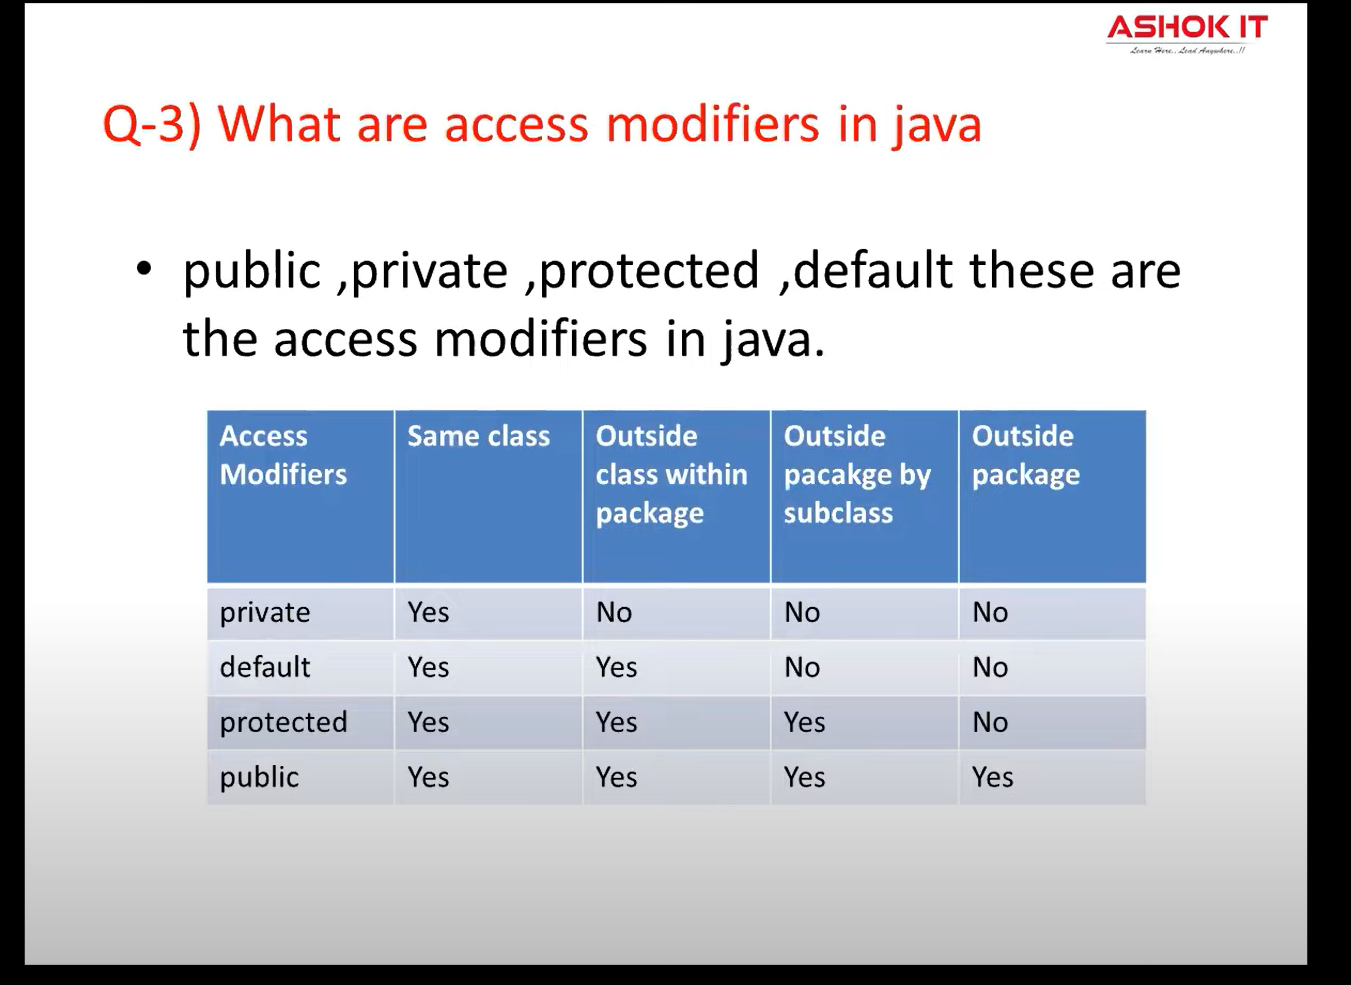 ASHOK IT
Learn Here.. Lead Anywhere..!!
Q-3) What are access modifiers in java
• public ,private ,protected ,default these are
the access modifiers in java.
Access Modifiers Same class Outside class within package Outside pacakge by subclass Outside package
private Yes No No No
default Yes Yes No No
protected Yes Yes Yes No
public Yes Yes Yes Yes